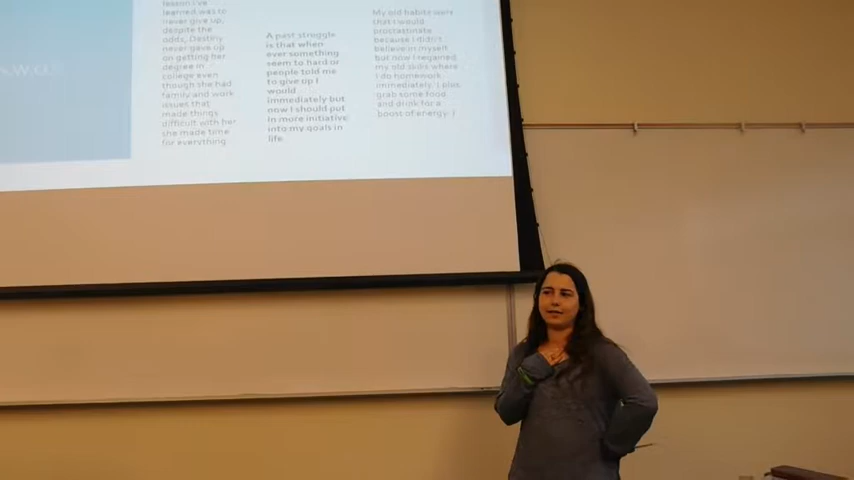 lesson I've
learned was to
never give up,
despite the
odds, Destiny
never gave up
on getting her
degree in
college even
though she had
family and work
issues that
made things
difficult with her
she made time
for everything
A past struggle
is that when
ever something
seem to hard or
people told me
to give up I
would
immediately but
now I should put
in more initiative
into my goals in
life.
My old habits were
that I would
procrastinate
because I didn't
believe in myself
but now I regained
my old skills where
I do homework
immediately. I plus
grab some food
and drink for a
boost of energy. I